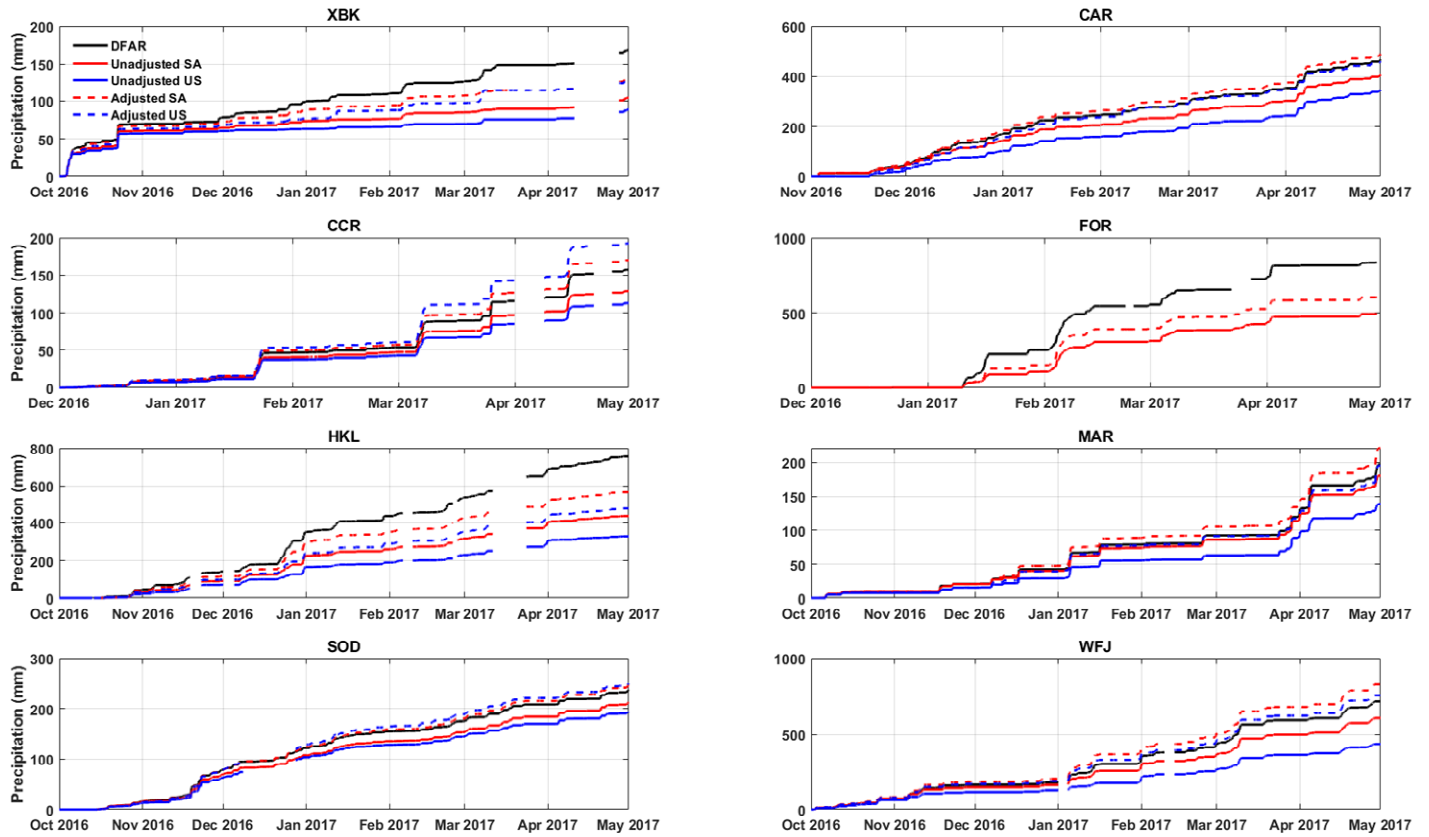 XBK
Precipitation (mm)
200
150
100
50
0
DFAR
Unadjusted SA
Unadjusted US
Adjusted SA
Adjusted US
Oct 2016 Nov 2016 Dec 2016 Jan 2017 Feb 2017 Mar 2017 Apr 2017 May 2017
CAR
600
400
200
0
Nov 2016 Dec 2016 Jan 2017 Feb 2017 Mar 2017 Apr 2017 May 2017
CCR
Precipitation (mm)
200
150
100
50
0
Dec 2016 Jan 2017 Feb 2017 Mar 2017 Apr 2017 May 2017
FOR
1000
500
0
Dec 2016 Jan 2017 Feb 2017 Mar 2017 Apr 2017 May 2017
HKL
Precipitation (mm)
800
600
400
200
0
Oct 2016 Nov 2016 Dec 2016 Jan 2017 Feb 2017 Mar 2017 Apr 2017 May 2017
MAR
200
150
100
50
0
Oct 2016 Nov 2016 Dec 2016 Jan 2017 Feb 2017 Mar 2017 Apr 2017 May 2017
SOD
Precipitation (mm)
300
200
100
0
Oct 2016 Nov 2016 Dec 2016 Jan 2017 Feb 2017 Mar 2017 Apr 2017 May 2017
WFJ
1000
500
0
Oct 2016 Nov 2016 Dec 2016 Jan 2017 Feb 2017 Mar 2017 Apr 2017 May 2017